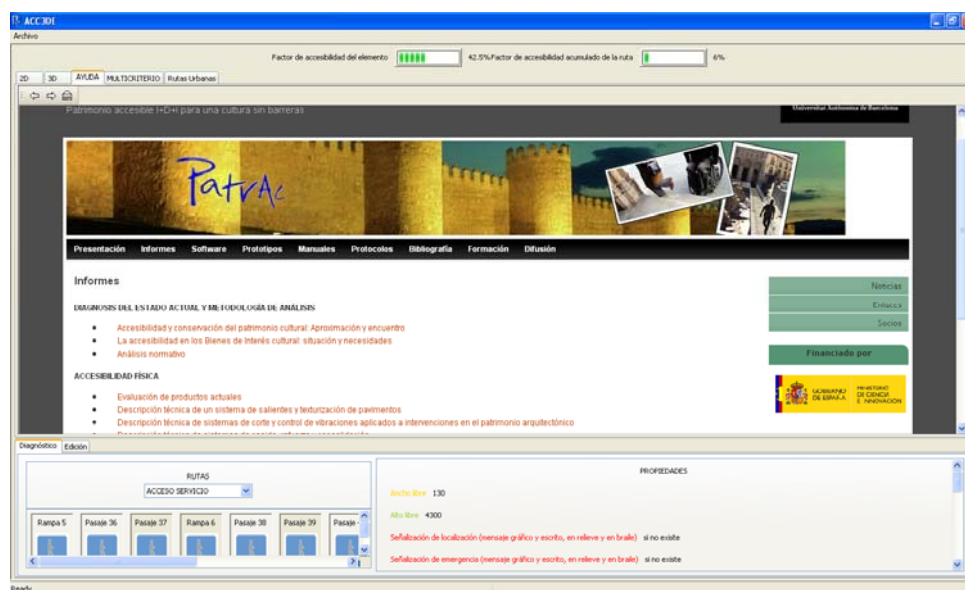 ACC3DE
Archivo
Factor de accesibilidad del elemento 42.5% Factor de accesibilidad acumulado de la ruta 6%
2D 3D AYUDA MULTICRITERIO Rutas Urbanas
Patrimonio accesible I+D+I para una cultura sin barreras
Universitat Autònoma de Barcelona
PatrAc
Presentación Informes Software Prototipos Manuales Protocolos Bibliografía Formación Difusión
Informes
Noticias
DIAGNOSIS DEL ESTADO ACTUAL Y METODOLOGÍA DE ANÁLISIS
Enlaces
Accesibilidad y conservación del patrimonio cultural: Aproximación y encuentro
Socios
La accesibilidad en los Bienes de Interés cultural: situación y necesidades
Análisis normativo
Financiado por
ACCESIBILIDAD FÍSICA
GOBIERNO DE ESPAÑA
MINISTERIO DE CIENCIA E INNOVACIÓN
Evaluación de productos actuales
Descripción técnica de un sistema de salientes y texturización de pavimentos
Descripción técnica de sistemas de corte y control de vibraciones aplicados a intervenciones en el patrimonio arquitectónico
Diagnóstico Edición
RUTAS
ACCESO SERVICIO
Rampa 5 Pasaje 36 Pasaje 37 Rampa 6 Pasaje 38 Pasaje 39 Pasaje
PROPIEDADES
Ancho libre 130
Alto libre 4300
Señalización de localización (mensaje gráfico y escrito, en relieve y en braile) si no existe
Señalización de emergencia (mensaje gráfico y escrito, en relieve y en braile) si no existe
Ready